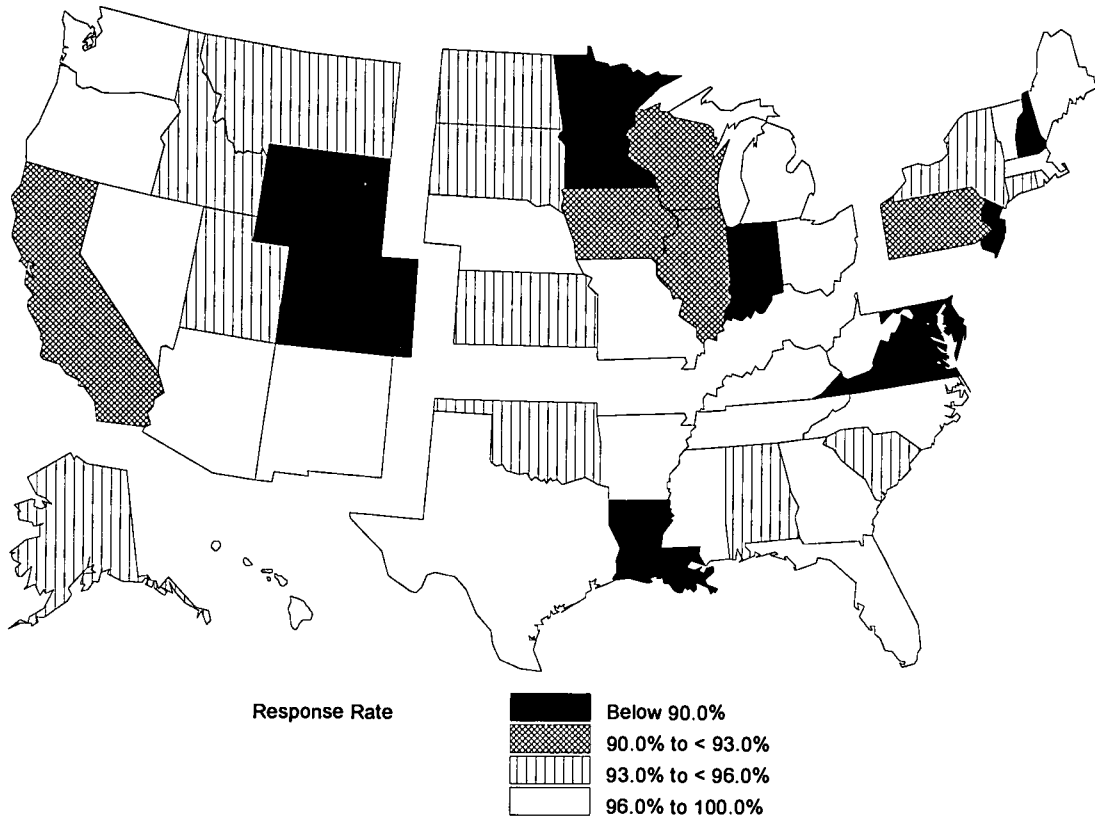 Response Rate
Below 90.0%
90.0% to < 93.0%
93.0% to < 96.0%
96.0% to 100.0%